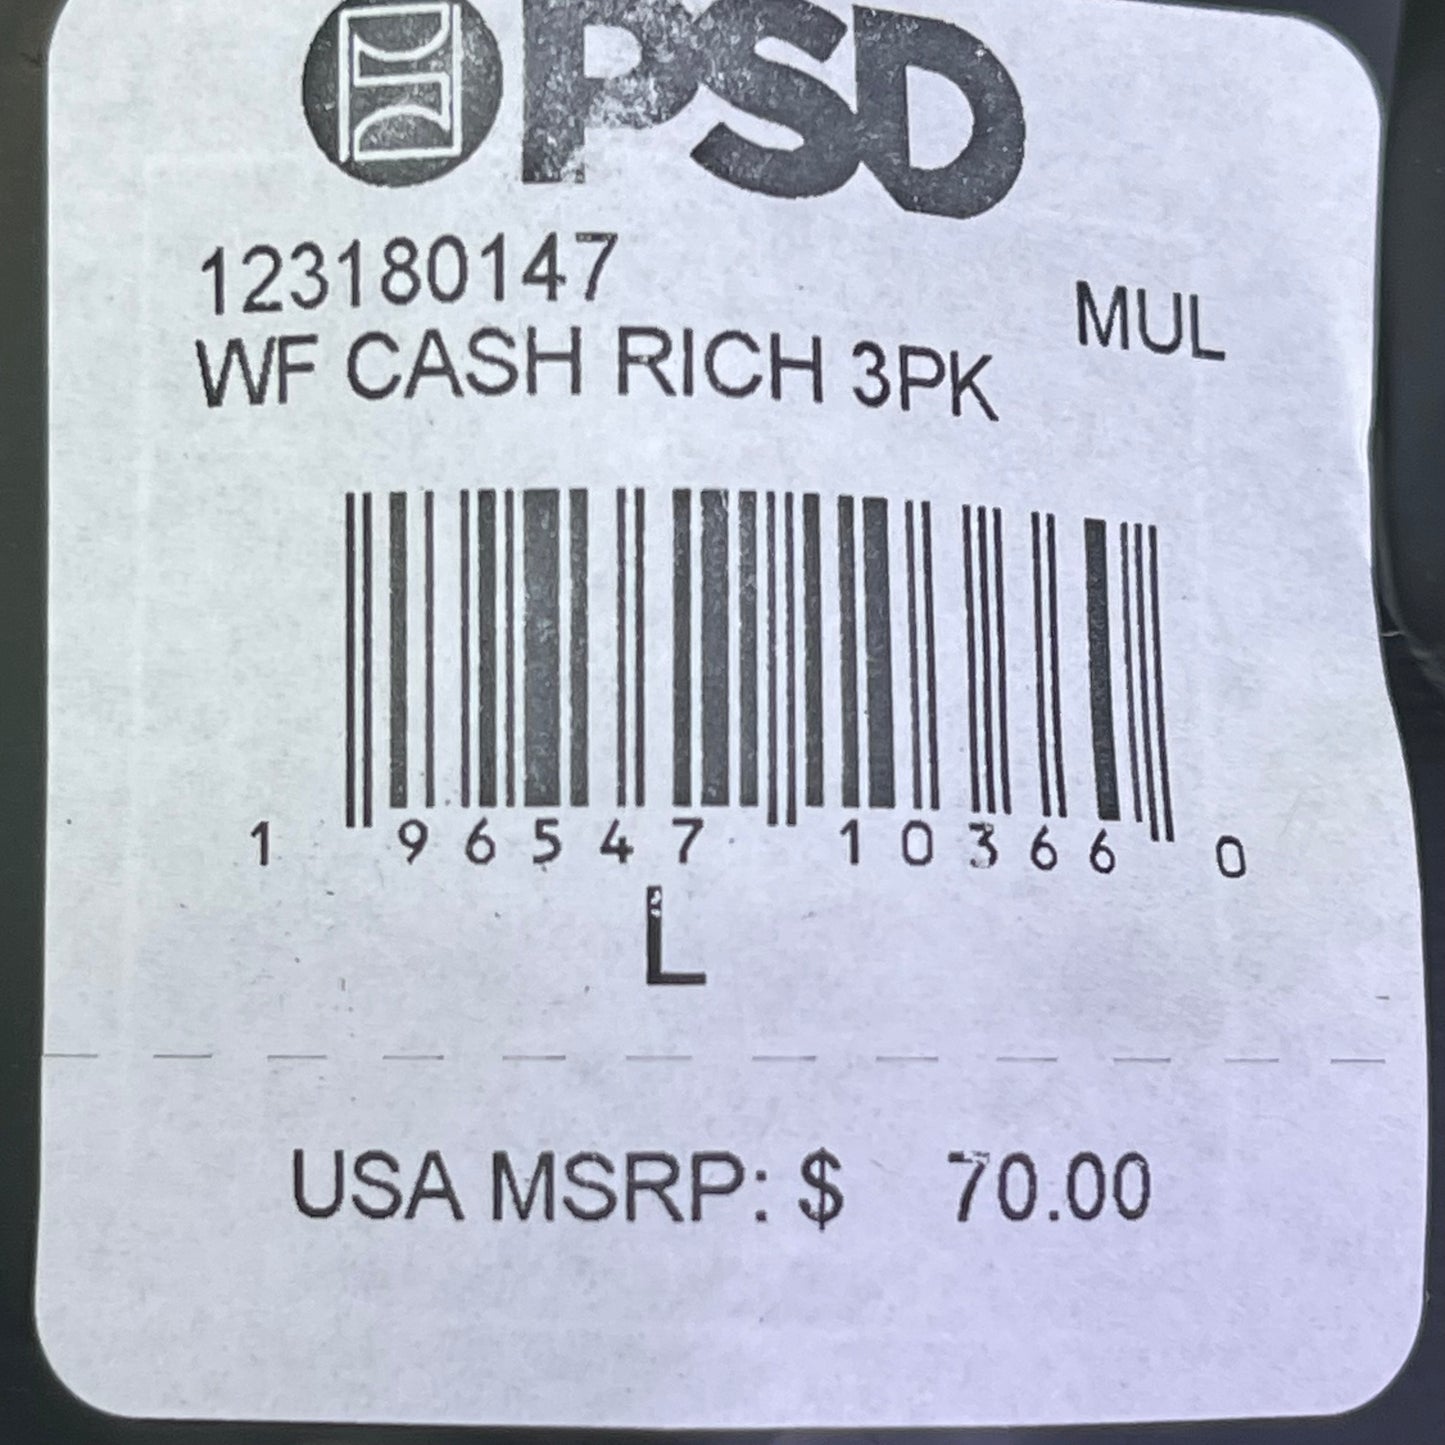 PSD
123180147
MUL
WF CASH RICH 3PK
1 96547 10366 0
L
USA MSRP: $ 70.00